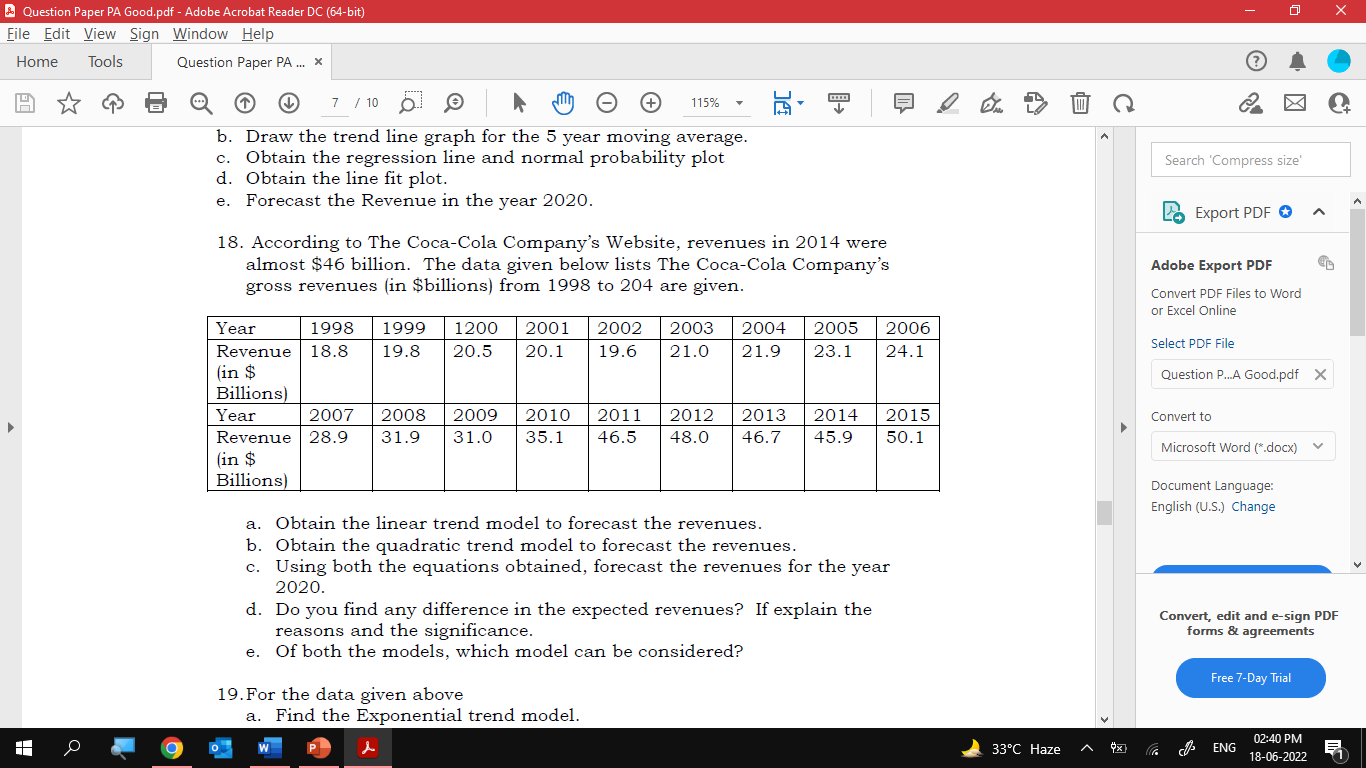 Question Paper PA Good.pdf - Adobe Acrobat Reader DC (64-bit)
File Edit View Sign Window Help
Home Tools Question Paper PA ... ×
7 / 10 115%
b. Draw the trend line graph for the 5 year moving average.
c. Obtain the regression line and normal probability plot
d. Obtain the line fit plot.
e. Forecast the Revenue in the year 2020.
18. According to The Coca-Cola Company's Website, revenues in 2014 were
almost $46 billion. The data given below lists The Coca-Cola Company's
gross revenues (in $billions) from 1998 to 204 are given.
Year 1998 1999 1200 2001 2002 2003 2004 2005 2006
Revenue 18.8 19.8 20.5 20.1 19.6 21.0 21.9 23.1 24.1
(in $
Billions)
Year 2007 2008 2009 2010 2011 2012 2013 2014 2015
Revenue 28.9 31.9 31.0 35.1 46.5 48.0 46.7 45.9 50.1
(in $
Billions)
a. Obtain the linear trend model to forecast the revenues.
b. Obtain the quadratic trend model to forecast the revenues.
c. Using both the equations obtained, forecast the revenues for the year
2020.
d. Do you find any difference in the expected revenues? If explain the
reasons and the significance.
e. Of both the models, which model can be considered?
19. For the data given above
a. Find the Exponential trend model.
Search 'Compress size'
Export PDF
Adobe Export PDF
Convert PDF Files to Word
or Excel Online
Select PDF File
Question P...A Good.pdf
Convert to
Microsoft Word (*.docx)
Document Language:
English (U.S.) Change
Convert, edit and e-sign PDF
forms & agreements
Free 7-Day Trial
33°C Haze ENG 02:40 PM
18-06-2022 1